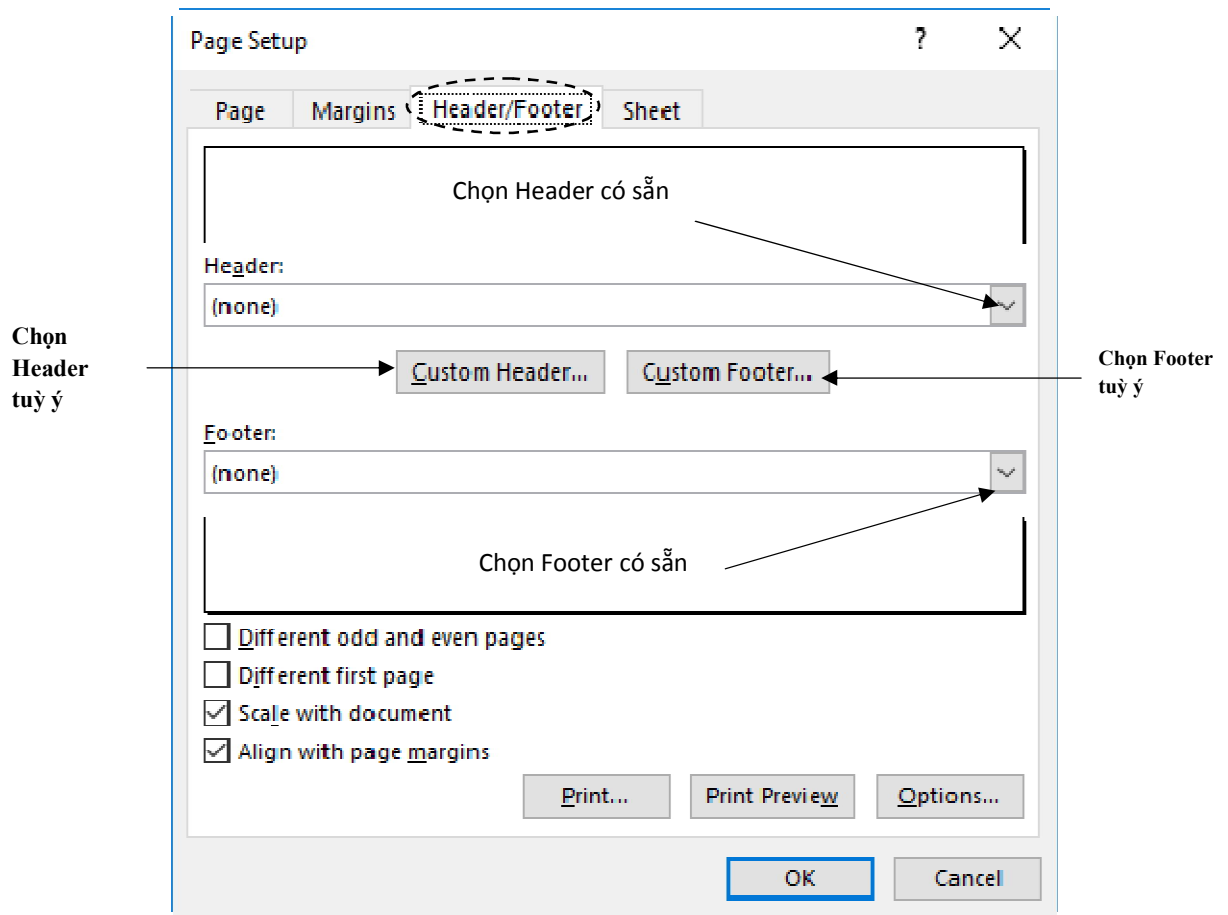 Page Setup
?
Page
Margins
Header/Footer
Sheet
Chọn Header có sẵn
Header:
(none)
Chọn
Header
tuỳ ý
Custom Header...
Custom Footer...
Chọn Footer
tuỳ ý
Footer:
(none)
Chọn Footer có sẵn
Different odd and even pages
Different first page
Scale with document
Align with page margins
Print...
Print Preview
Options...
OK
Cancel